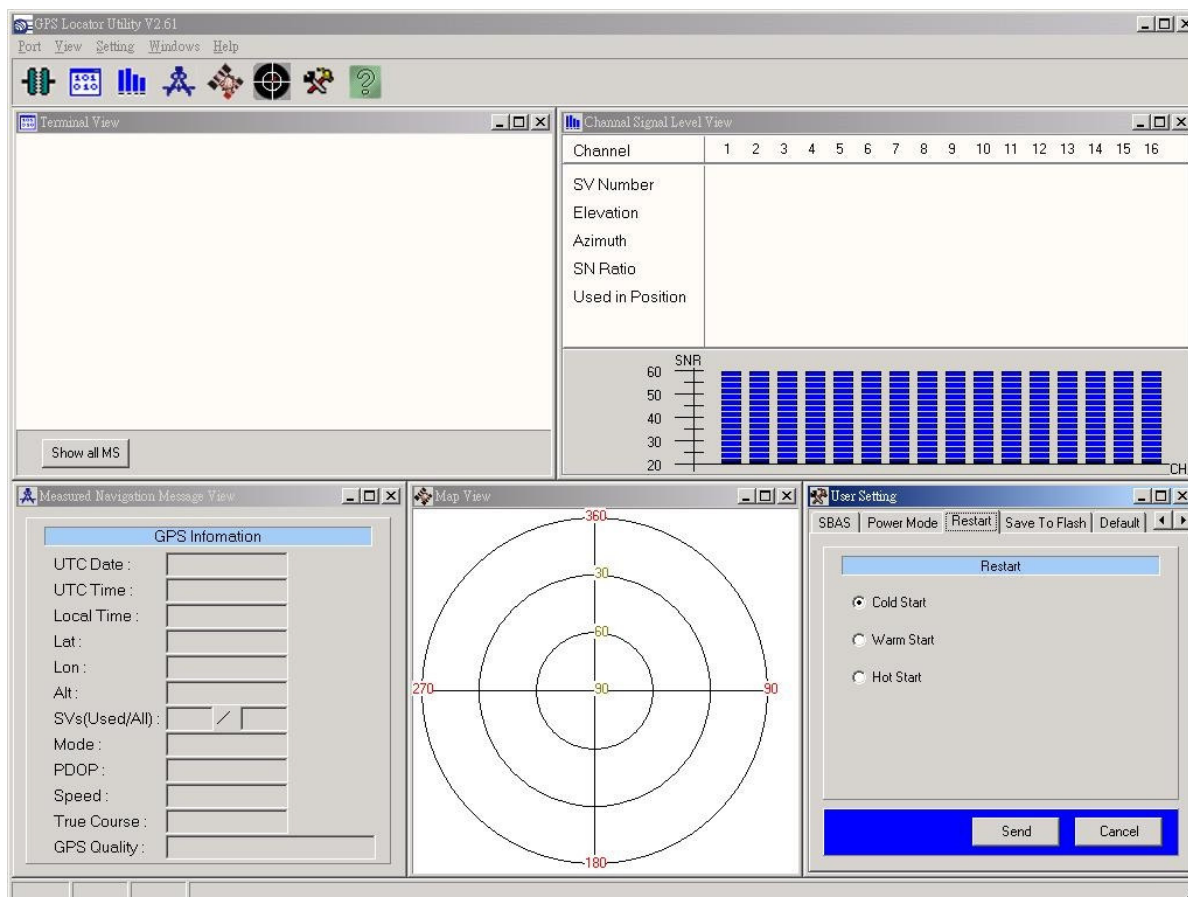 GPS Locator Utility V2.61
Port View Setting Windows Help
101
010
Terminal View
Show all MS
Channel Signal Level View
Channel 1 2 3 4 5 6 7 8 9 10 11 12 13 14 15 16
SV Number
Elevation
Azimuth
SN Ratio
Used in Position
SNR
60
50
40
30
20
CH
Measured Navigation Message View
GPS Infomation
UTC Date :
UTC Time :
Local Time :
Lat :
Lon :
Alt :
SVs(Used/All) : /
Mode :
PDOP :
Speed :
True Course :
GPS Quality :
Map View
360
30
60
270 90 90
180
User Setting
SBAS Power Mode Restart Save To Flash Default
Restart
Cold Start
Warm Start
Hot Start
Send Cancel